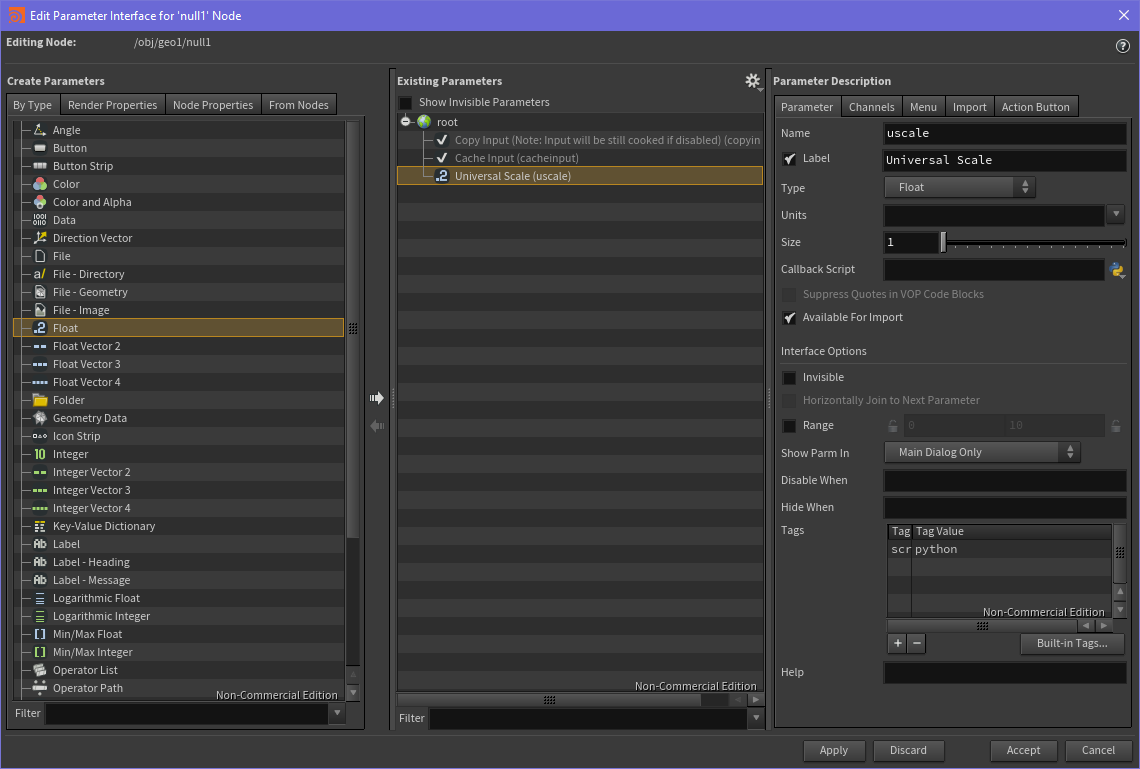 Edit Parameter Interface for 'null1' Node
Editing Node: /obj/geo1/null1
Create Parameters
By Type Render Properties Node Properties From Nodes
Angle
Button
Button Strip
Color
Color and Alpha
Data
Direction Vector
File
File - Directory
File - Geometry
File - Image
Float
Float Vector 2
Float Vector 3
Float Vector 4
Folder
Geometry Data
Icon Strip
Integer
Integer Vector 2
Integer Vector 3
Integer Vector 4
Key-Value Dictionary
Label
Label - Heading
Label - Message
Logarithmic Float
Logarithmic Integer
Min/Max Float
Min/Max Integer
Operator List
Operator Path
Non-Commercial Edition
Filter
Existing Parameters
Show Invisible Parameters
root
Copy Input (Note: Input will be still cooked if disabled) (copyin
Cache Input (cacheinput)
Universal Scale (uscale)
Non-Commercial Edition
Filter
Parameter Description
Parameter Channels Menu Import Action Button
Name uscale
Label Universal Scale
Type Float
Units
Size 1
Callback Script
Suppress Quotes in VOP Code Blocks
Available For Import
Interface Options
Invisible
Horizontally Join to Next Parameter
Range 0 10
Show Parm In Main Dialog Only
Disable When
Hide When
Tags
Tag Tag Value
scr python
Non-Commercial Edition
+ − Built-in Tags...
Help
Apply Discard Accept Cancel